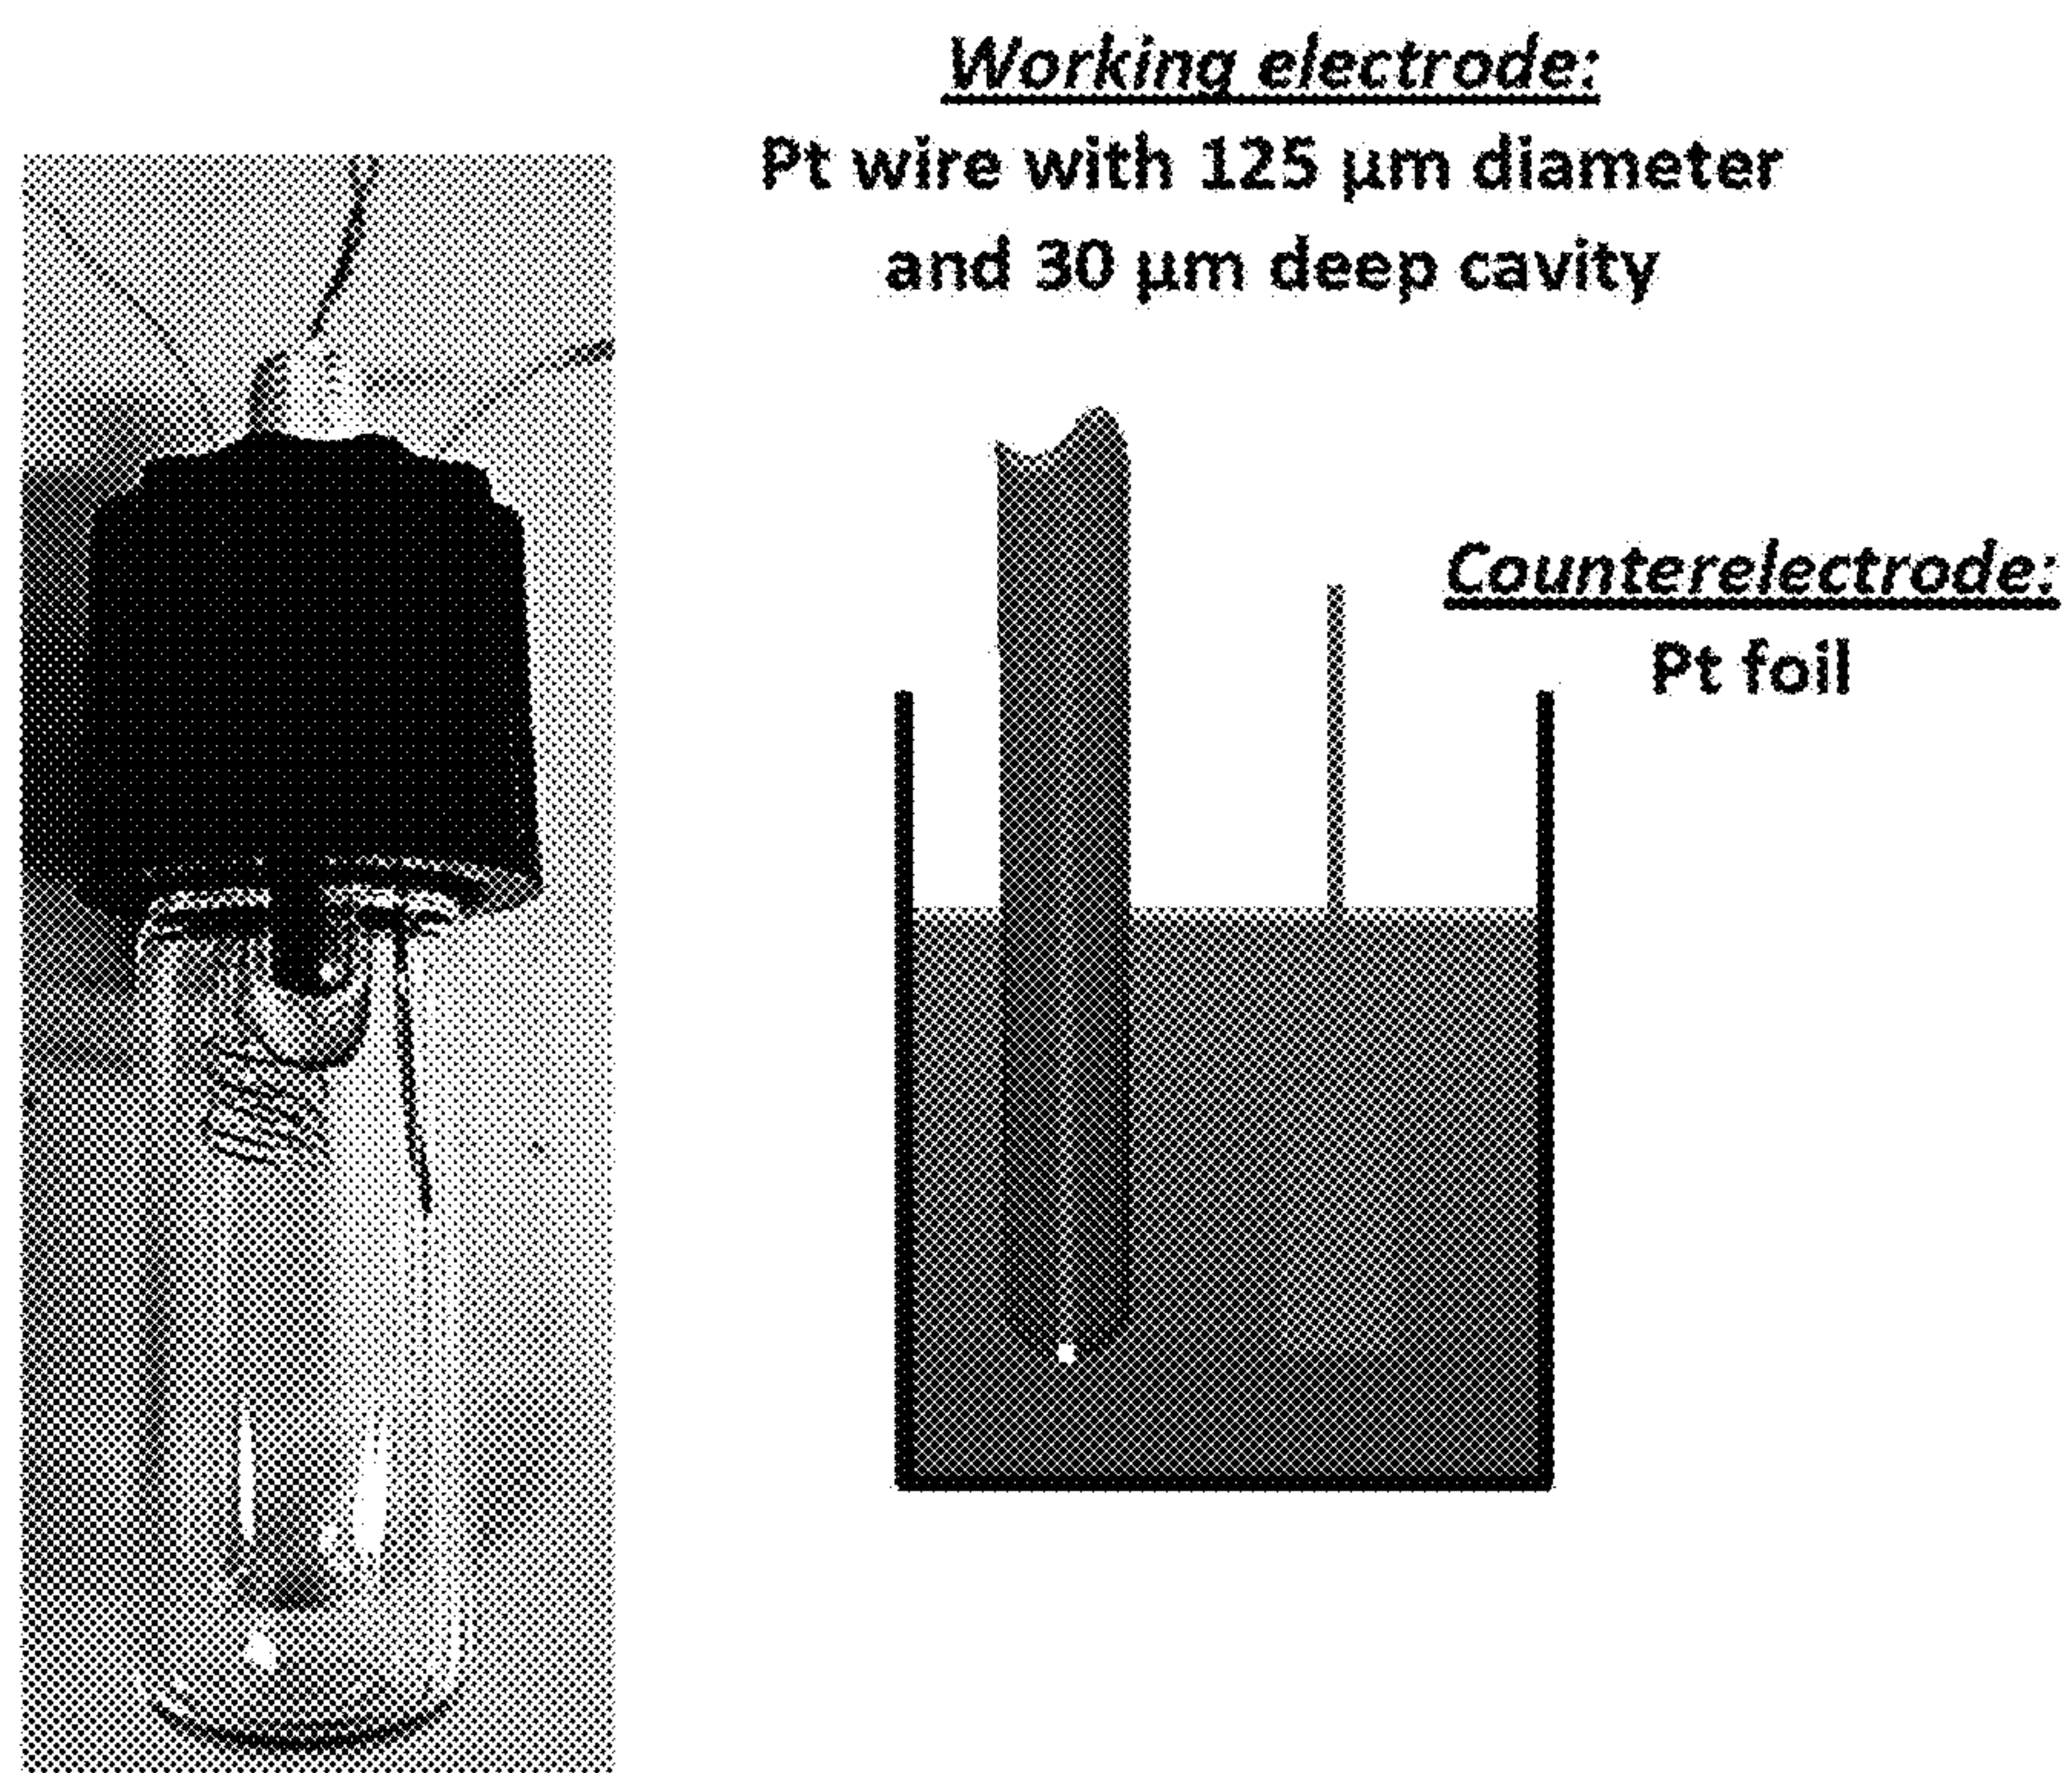 Working electrode:
Pt wire with 125 µm diameter
and 30 µm deep cavity
Counterelectrode:
Pt foil